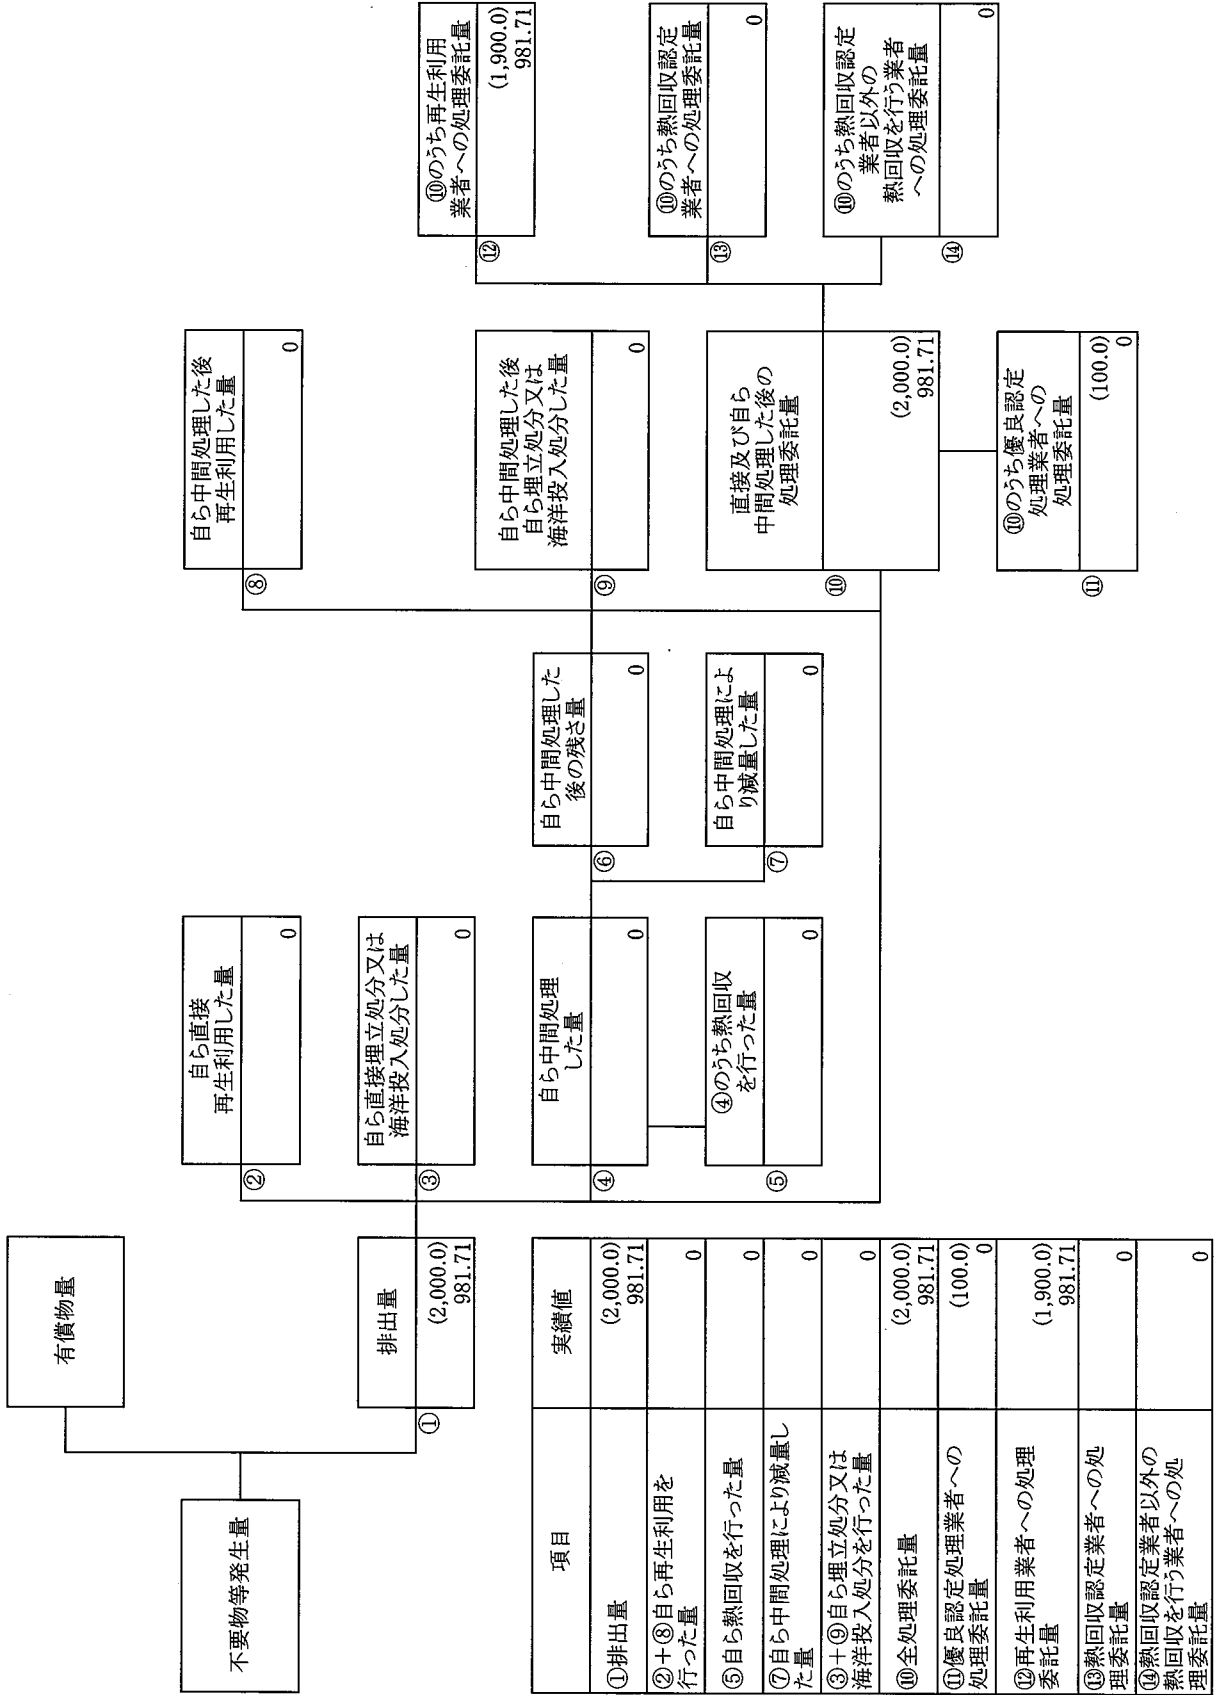 不要物等発生量
有償物量
①
排出量
(2,000.0)
981.71
②
自ら直接
再生利用した量
0
③
自ら直接埋立処分又は
海洋投入処分した量
0
④
自ら中間処理
した量
0
⑤
④のうち熱回収
を行った量
0
⑥
自ら中間処理した
後の残さ量
0
⑦
自ら中間処理によ
り減量した量
0
⑧
自ら中間処理した後
再生利用した量
0
⑨
自ら中間処理した後
自ら埋立処分又は
海洋投入処分した量
0
⑩
直接及び自ら
中間処理した後の
処理委託量
(2,000.0)
981.71
⑪
⑩のうち優良認定
処理業者への
処理委託量
(100.0)
0
⑫
⑩のうち再生利用
業者への処理委託量
(1,900.0)
981.71
⑬
⑩のうち熱回収認定
業者への処理委託量
0
⑭
⑩のうち熱回収認定
業者以外の
熱回収を行う業者
への処理委託量
0
項目 実績値
①排出量 (2,000.0)
981.71
②+⑧自ら再生利用を
行った量 0
⑤自ら熱回収を行った量 0
⑦自ら中間処理により減量し
た量 0
③+⑨自ら埋立処分又は
海洋投入処分を行った量 0
⑩全処理委託量 (2,000.0)
981.71
⑪優良認定処理業者への
処理委託量 (100.0)
0
⑫再生利用業者への処理
委託量 (1,900.0)
981.71
⑬熱回収認定業者への処
理委託量 0
⑭熱回収認定業者以外の
熱回収を行う業者への処
理委託量 0